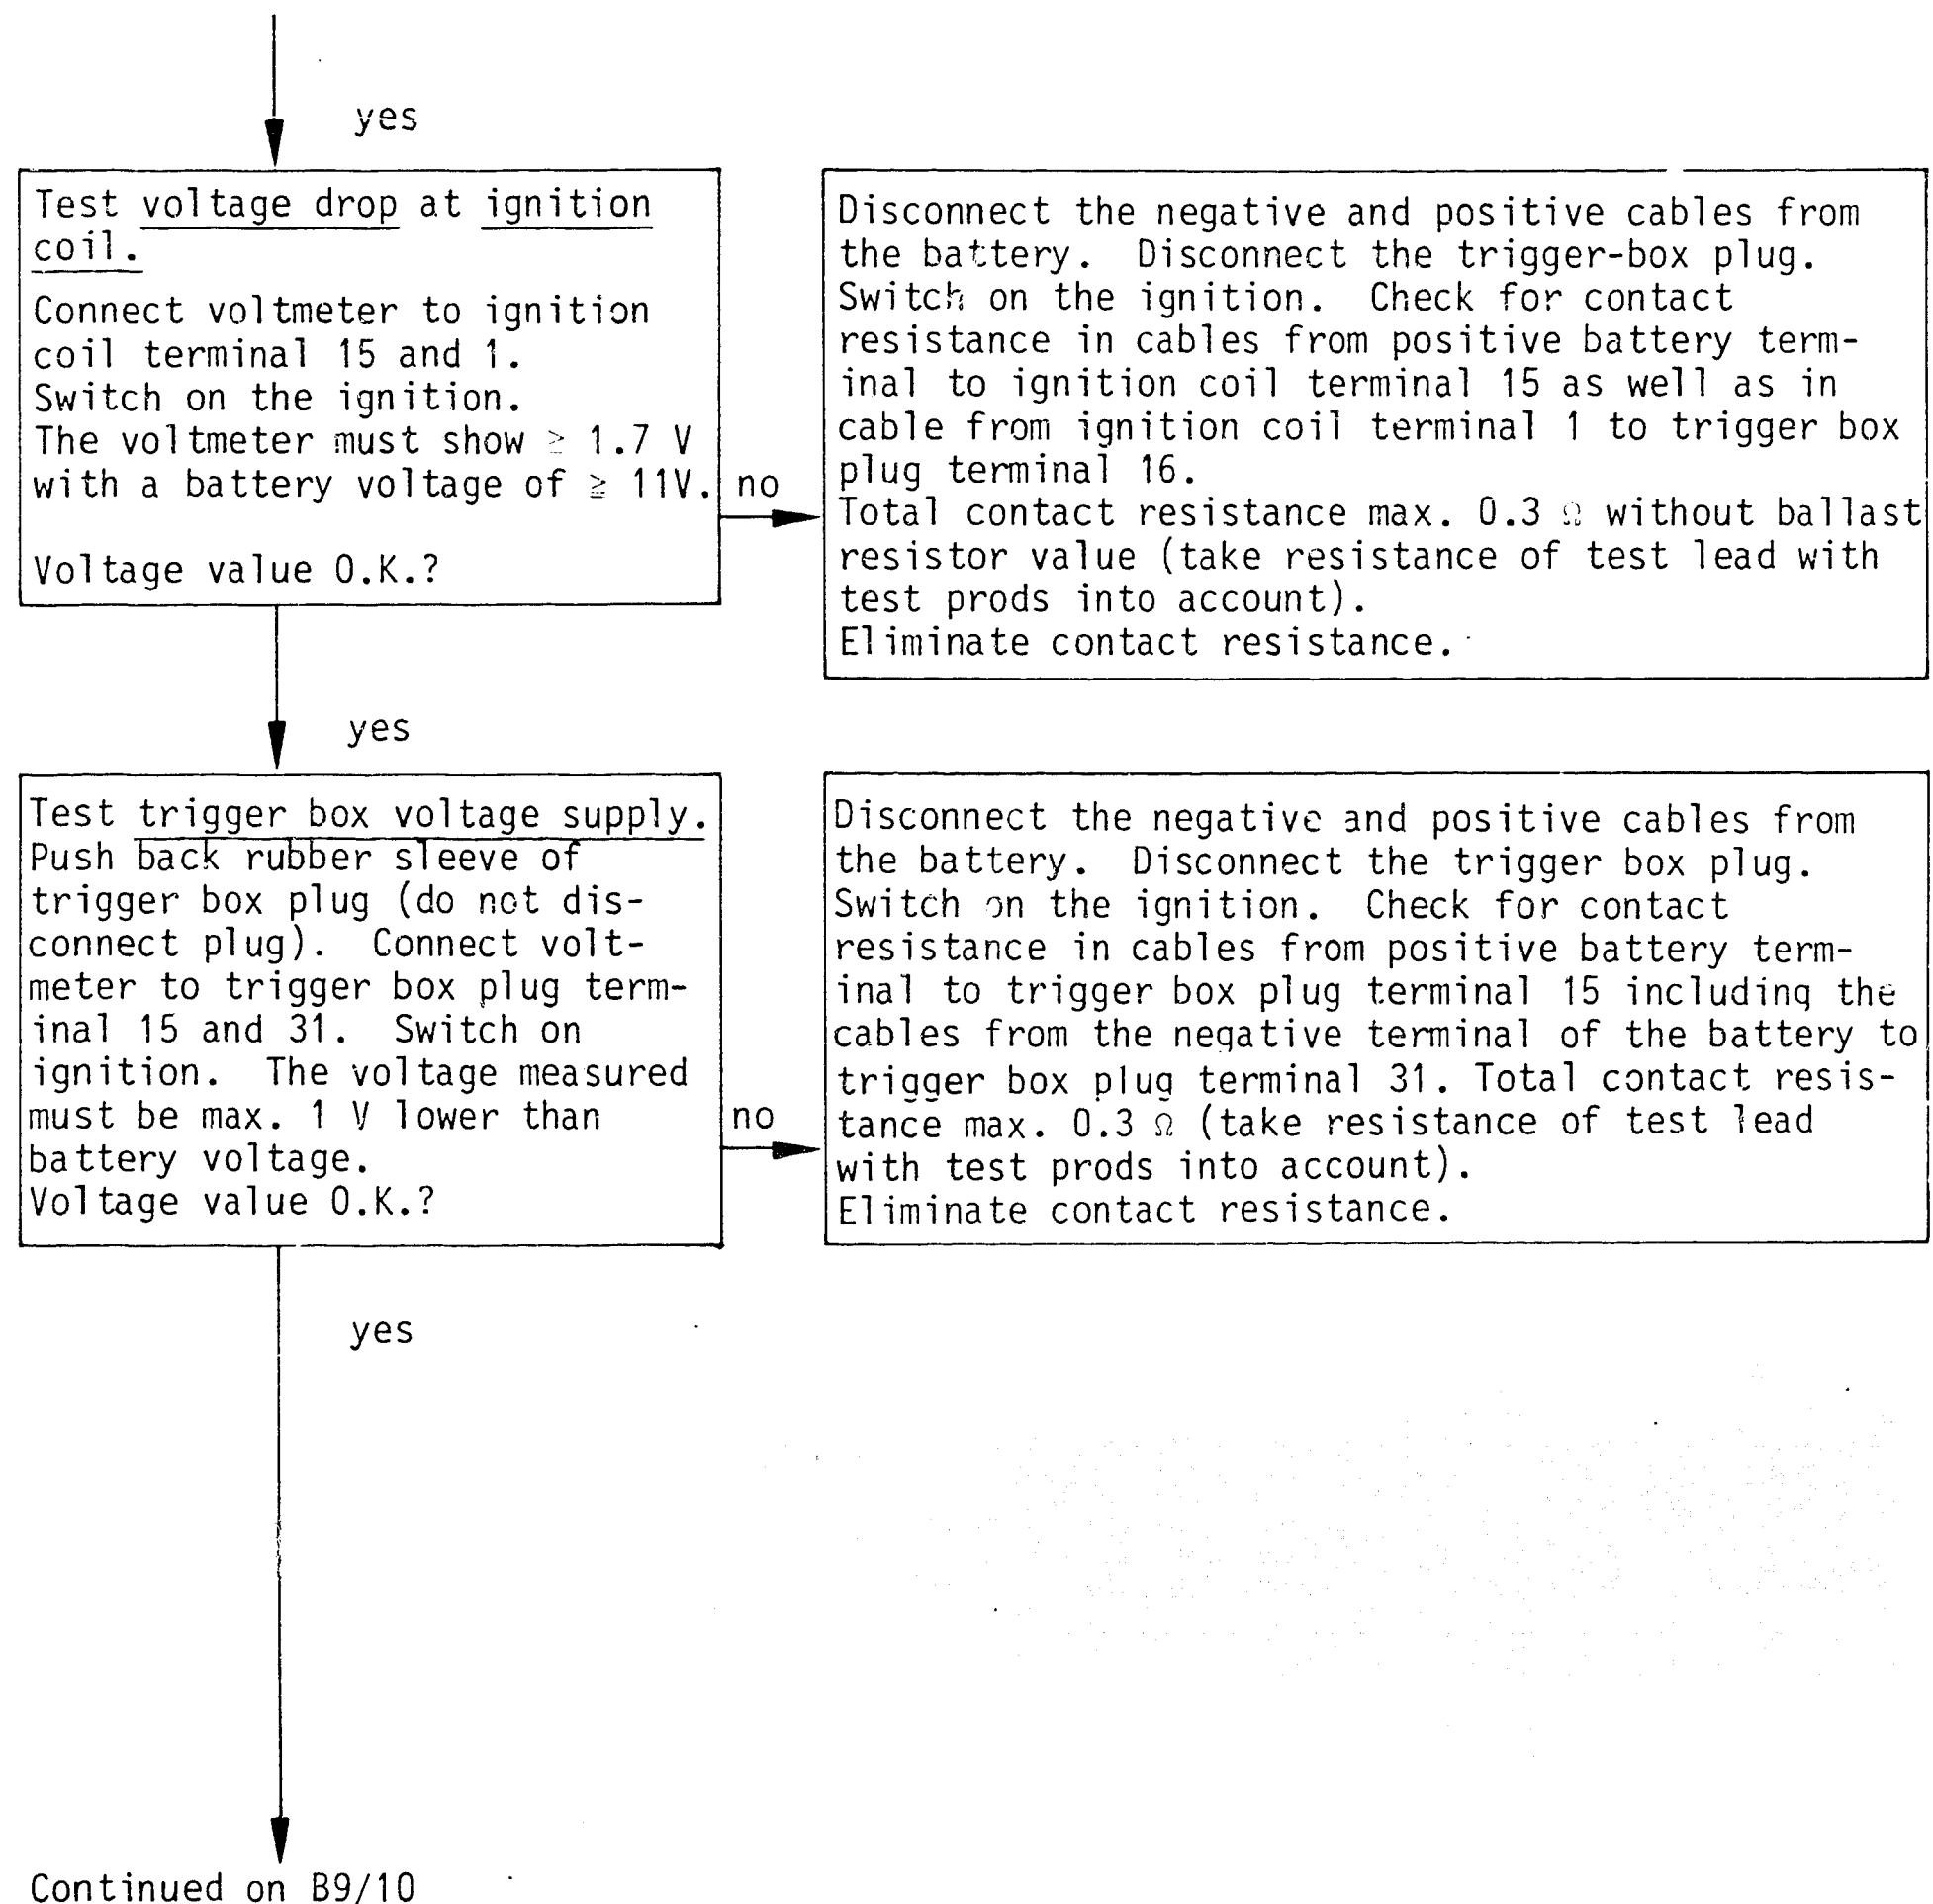 yes
Test voltage drop at ignition
coil.
Connect voltmeter to ignition
coil terminal 15 and 1.
Switch on the ignition.
The voltmeter must show ≥ 1.7 V
with a battery voltage of ≧ 11V.
Voltage value O.K.?
no
Disconnect the negative and positive cables from
the battery. Disconnect the trigger-box plug.
Switch on the ignition. Check for contact
resistance in cables from positive battery term-
inal to ignition coil terminal 15 as well as in
cable from ignition coil terminal 1 to trigger box
plug terminal 16.
Total contact resistance max. 0.3 Ω without ballast
resistor value (take resistance of test lead with
test prods into account).
Eliminate contact resistance.
yes
Test trigger box voltage supply.
Push back rubber sleeve of
trigger box plug (do not dis-
connect plug). Connect volt-
meter to trigger box plug term-
inal 15 and 31. Switch on
ignition. The voltage measured
must be max. 1 V lower than
battery voltage.
Voltage value O.K.?
no
Disconnect the negative and positive cables from
the battery. Disconnect the trigger box plug.
Switch on the ignition. Check for contact
resistance in cables from positive battery term-
inal to trigger box plug terminal 15 including the
cables from the negative terminal of the battery to
trigger box plug terminal 31. Total contact resis-
tance max. 0.3 Ω (take resistance of test lead
with test prods into account).
Eliminate contact resistance.
yes
Continued on B9/10